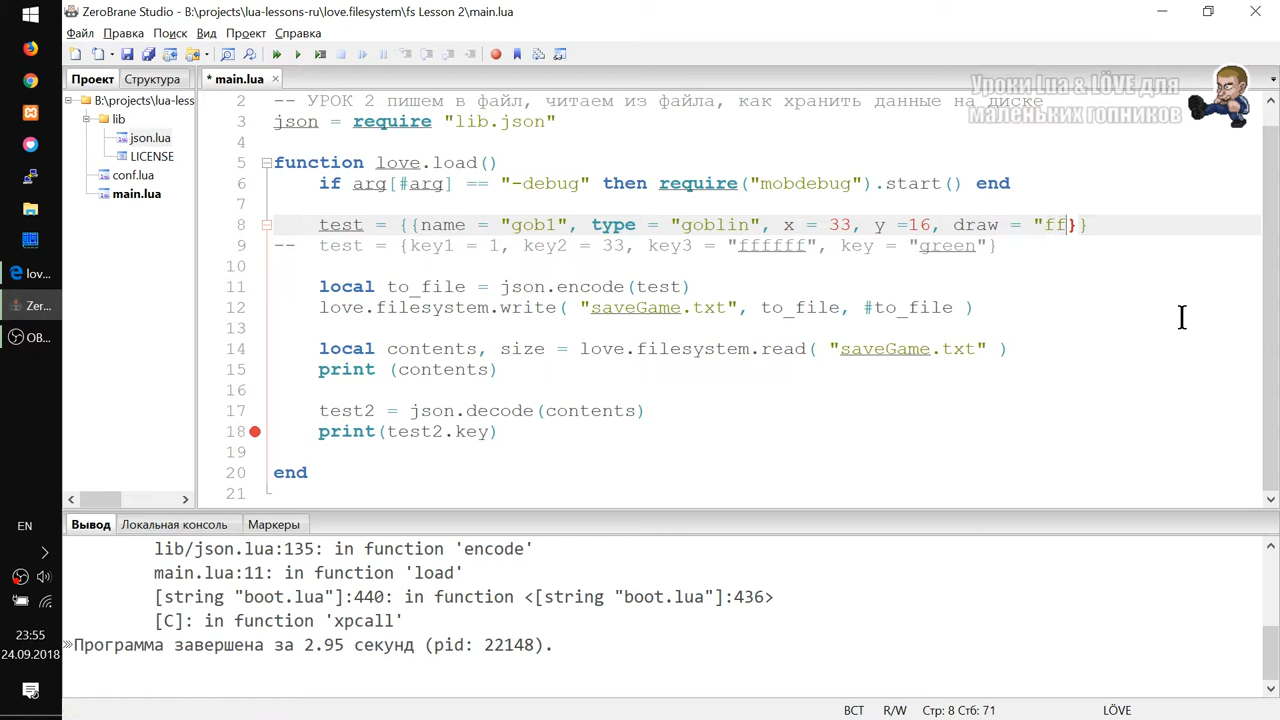 ZeroBrane Studio - B:\projects\lua-lessons-ru\love.filesystem\fs Lesson 2\main.lua
Файл Правка Поиск Вид Проект Справка
Проект Структура
* main.lua ×
Уроки Lua & LÖVE для
маленьких гопников
B:\projects\lua-less
lib
json.lua
LICENSE
conf.lua
main.lua
2 -- УРОК 2 пишем в файл, читаем из файла, как хранить данные на диске
3 json = require "lib.json"
4
5 function love.load()
6 if arg[#arg] == "-debug" then require("mobdebug").start() end
7
8 test = {{name = "gob1", type = "goblin", x = 33, y =16, draw = "ff}}
9 -- test = {key1 = 1, key2 = 33, key3 = "ffffff", key = "green"}
10
11 local to_file = json.encode(test)
12 love.filesystem.write( "saveGame.txt", to_file, #to_file )
13
14 local contents, size = love.filesystem.read( "saveGame.txt" )
15 print (contents)
16
17 test2 = json.decode(contents)
18 print(test2.key)
19
20 end
21
lov...
Zer...
OB...
EN
23:55
24.09.2018
Вывод Локальная консоль Маркеры
lib/json.lua:135: in function 'encode'
main.lua:11: in function 'load'
[string "boot.lua"]:440: in function <[string "boot.lua"]:436>
[C]: in function 'xpcall'
Программа завершена за 2.95 секунд (pid: 22148).
ВСТ R/W Стр: 8 Стб: 71 LÖVE